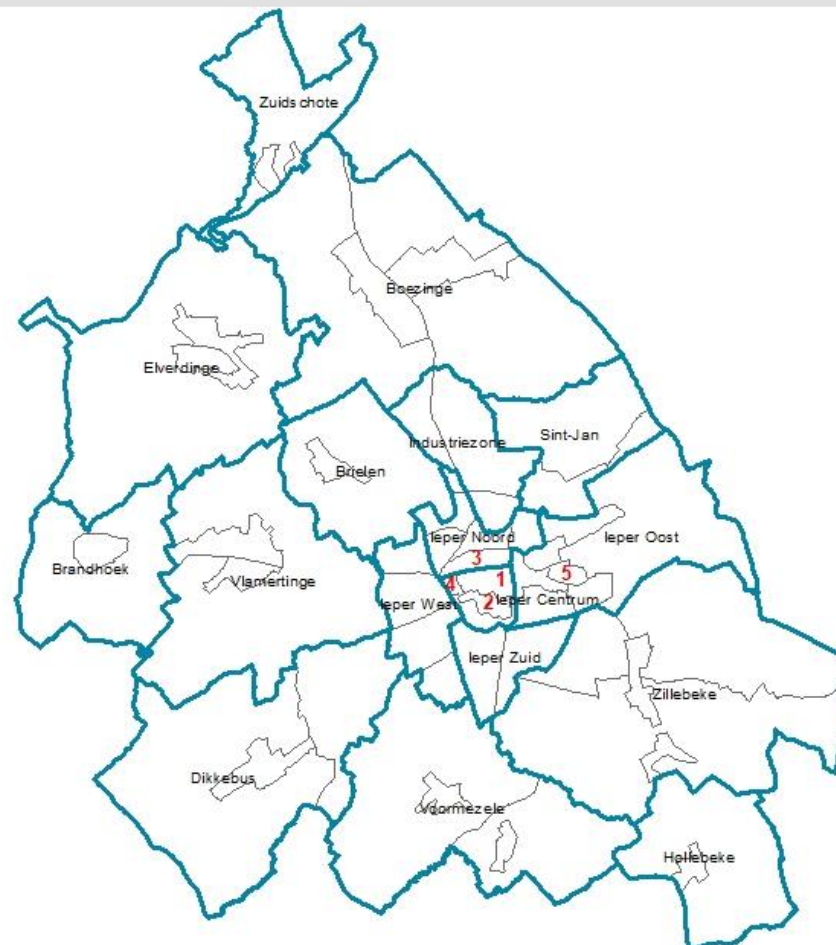 Zuidschote
Boezinge
Elverdinge
Industriezone
Sint-Jan
Brielen
Ieper Noord
Ieper Oost
3
Brandhoek
Vlamertinge
4
1
5
Ieper West
2
Ieper Centrum
Ieper Zuid
Zillebeke
Dikkebus
Voormezele
Hollebeke